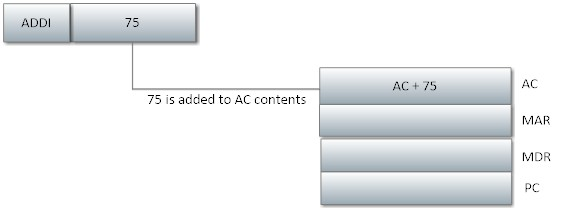 ADDI 75
AC + 75 AC
75 is added to AC contents
MAR
MDR
PC